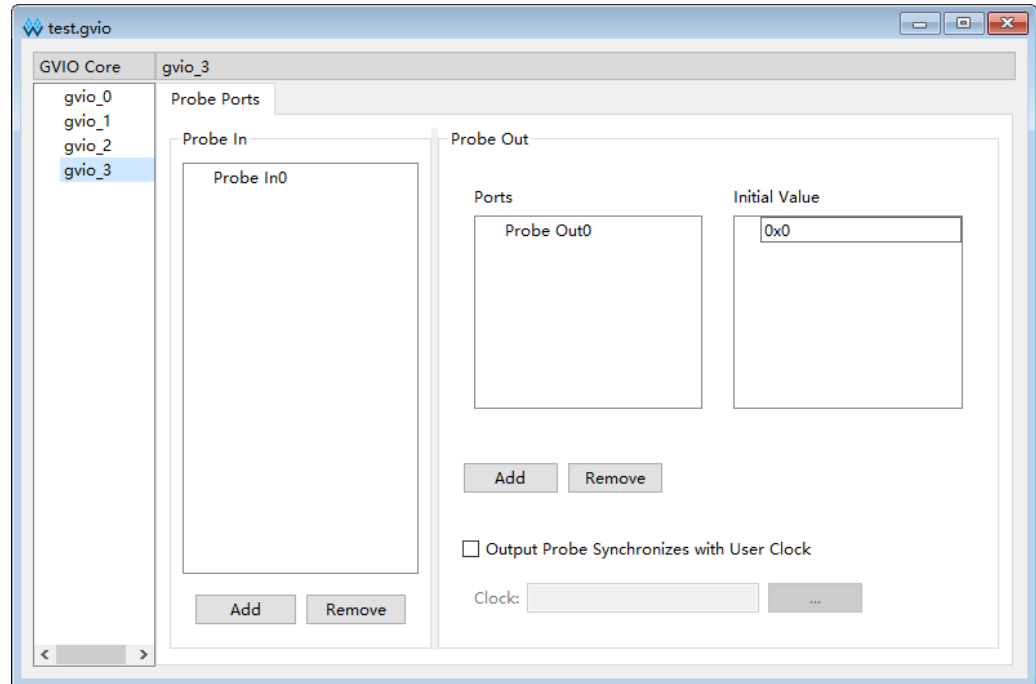 test.gvio
GVIO Core
gvio_3
gvio_0
gvio_1
gvio_2
gvio_3
Probe Ports
Probe In
Probe In0
Add
Remove
Probe Out
Ports
Initial Value
Probe Out0
0x0
Add
Remove
Output Probe Synchronizes with User Clock
Clock:
...